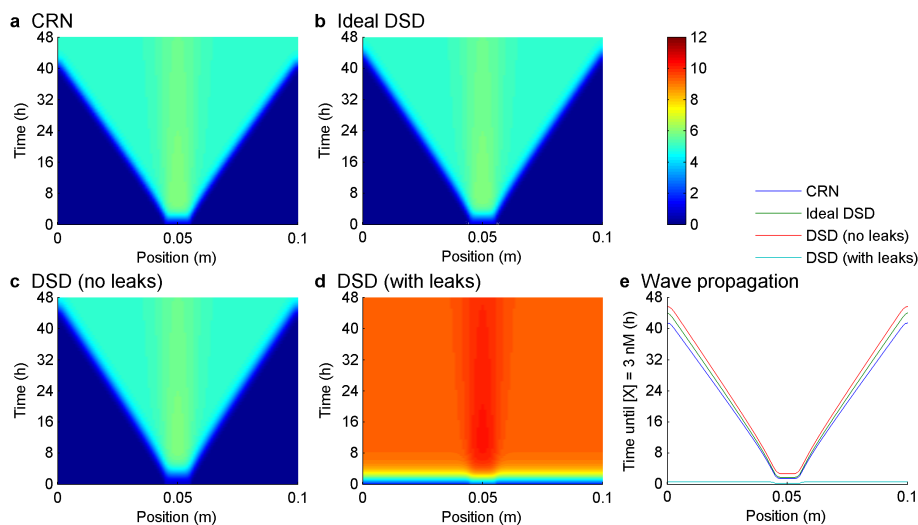 a CRN
48
40
32
24
16
8
0
Time (h)
0 0.05 0.1
Position (m)
b Ideal DSD
48
40
32
24
16
8
0
Time (h)
0 0.05 0.1
Position (m)
12
10
8
6
4
2
0
CRN
Ideal DSD
DSD (no leaks)
DSD (with leaks)
c DSD (no leaks)
48
40
32
24
16
8
0
Time (h)
0 0.05 0.1
Position (m)
d DSD (with leaks)
48
40
32
24
16
8
0
Time (h)
0 0.05 0.1
Position (m)
e Wave propagation
48
40
32
24
16
8
0
Time until [X] = 3 nM (h)
0 0.05 0.1
Position (m)